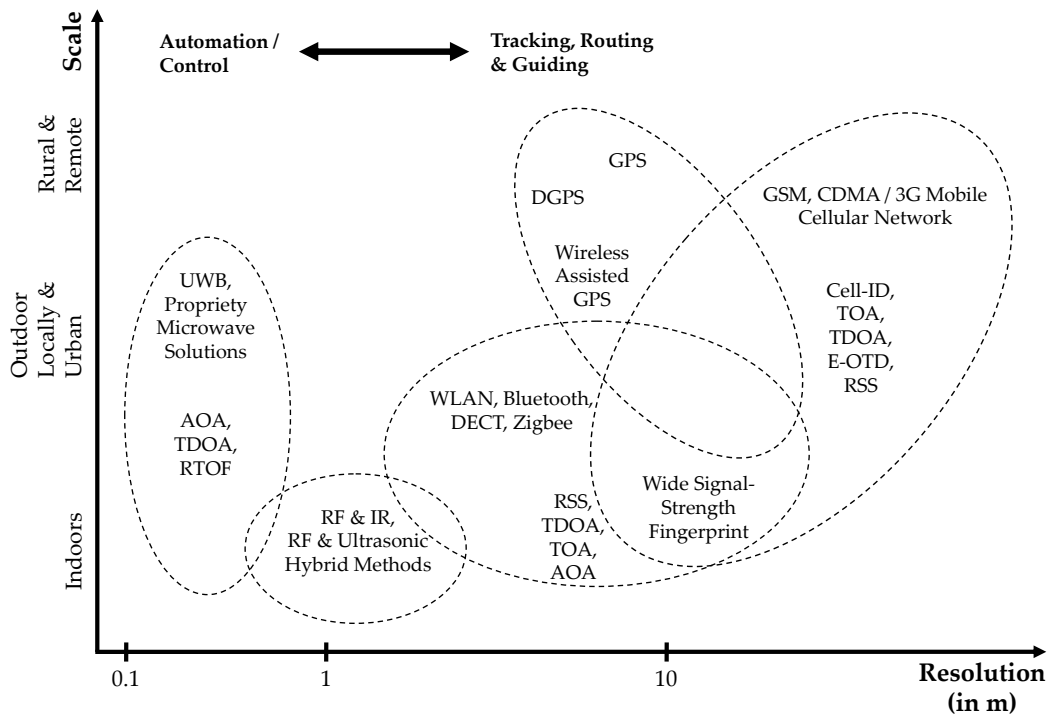 Scale
Automation /
Control
Tracking, Routing
& Guiding
Rural &
Remote
GPS
DGPS
Wireless
Assisted
GPS
GSM, CDMA / 3G Mobile
Cellular Network
Cell-ID,
TOA,
TDOA,
E-OTD,
RSS
Outdoor
Locally &
Urban
UWB,
Propriety
Microwave
Solutions
AOA,
TDOA,
RTOF
WLAN, Bluetooth,
DECT, Zigbee
RSS,
TDOA,
TOA,
AOA
Wide Signal-
Strength
Fingerprint
Indoors
RF & IR,
RF & Ultrasonic
Hybrid Methods
0.1
1
10
Resolution
(in m)